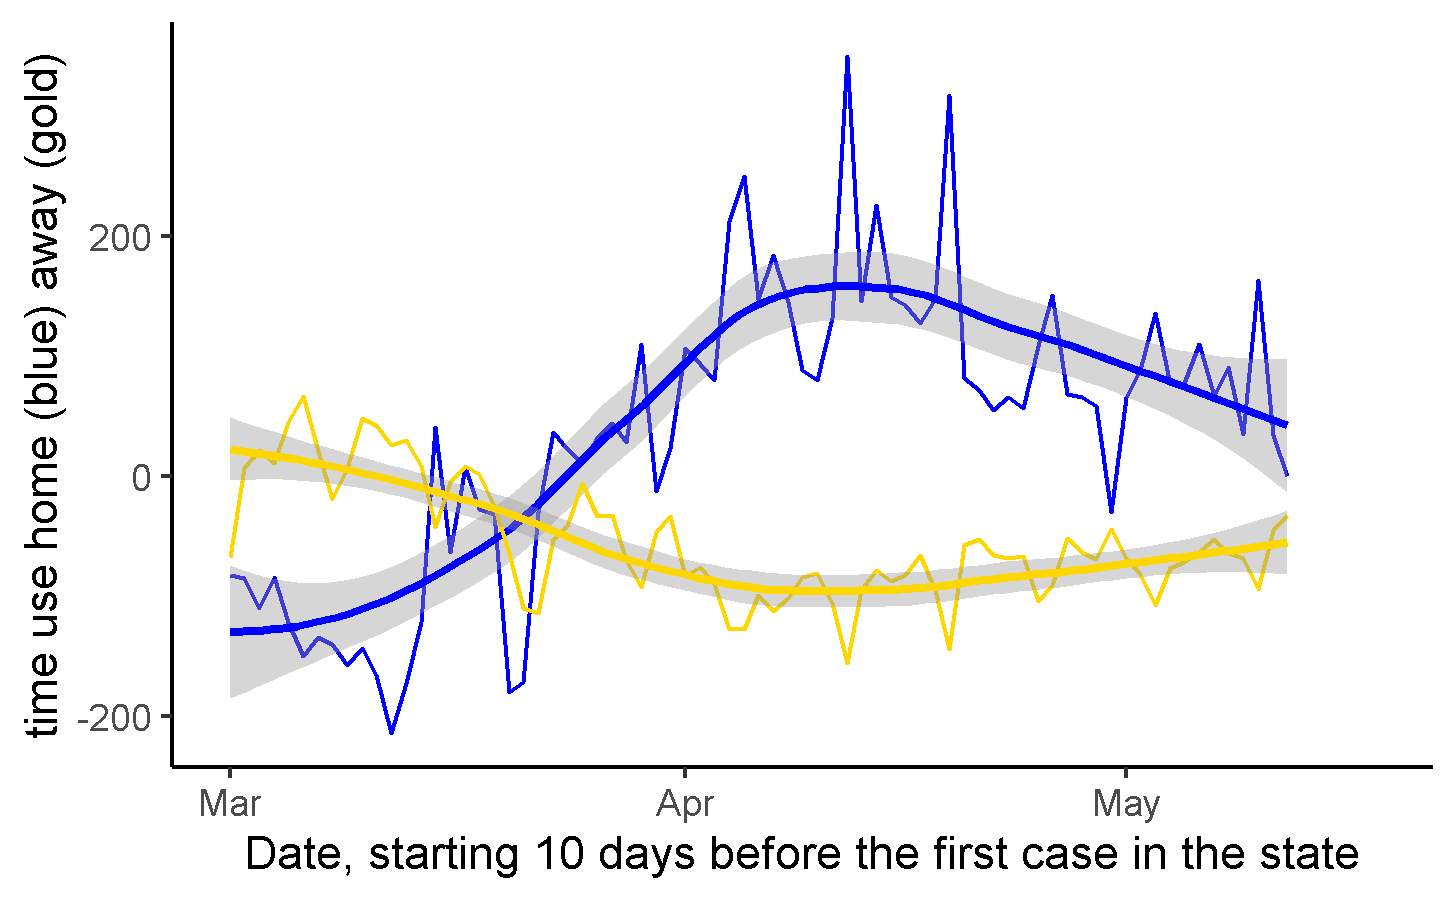 time use home (blue) away (gold)
200
0
-200
Mar
Apr
May
Date, starting 10 days before the first case in the state